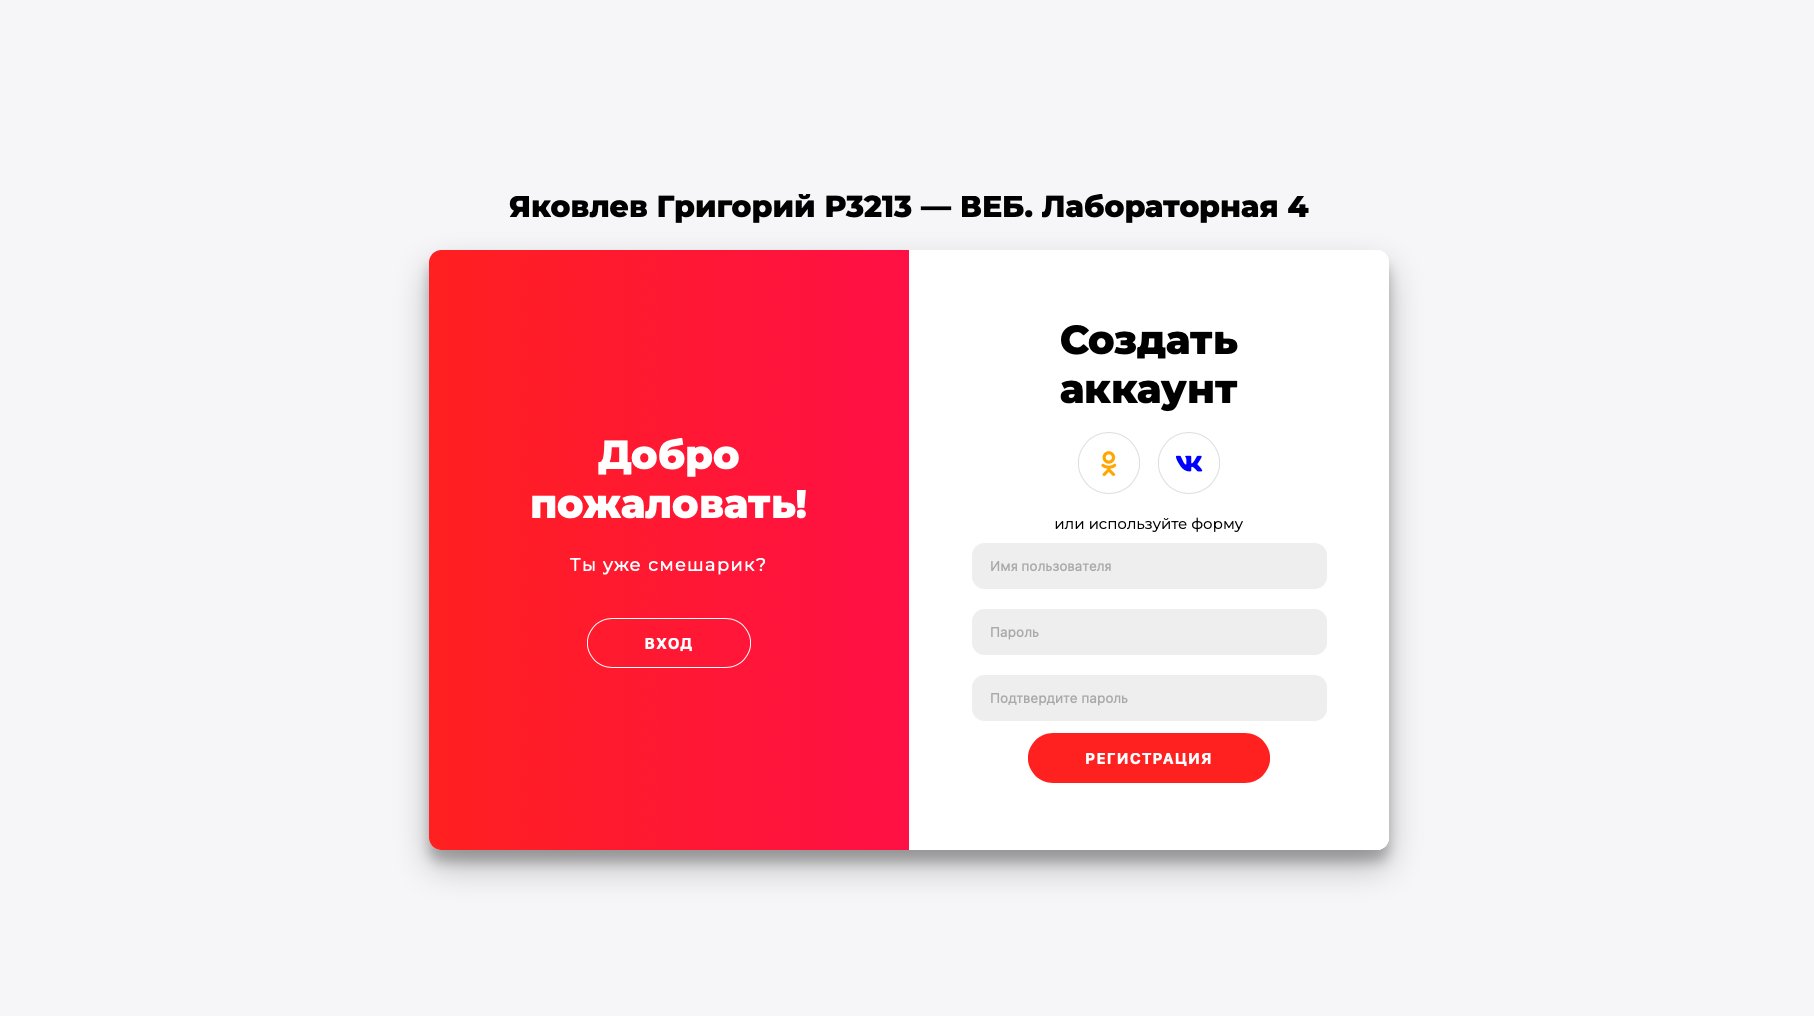 Яковлев Григорий P3213 — ВЕБ. Лабораторная 4
Добро
пожаловать!
Ты уже смешарик?
ВХОД
Создать
аккаунт
или используйте форму
Имя пользователя
Пароль
Подтвердите пароль
РЕГИСТРАЦИЯ